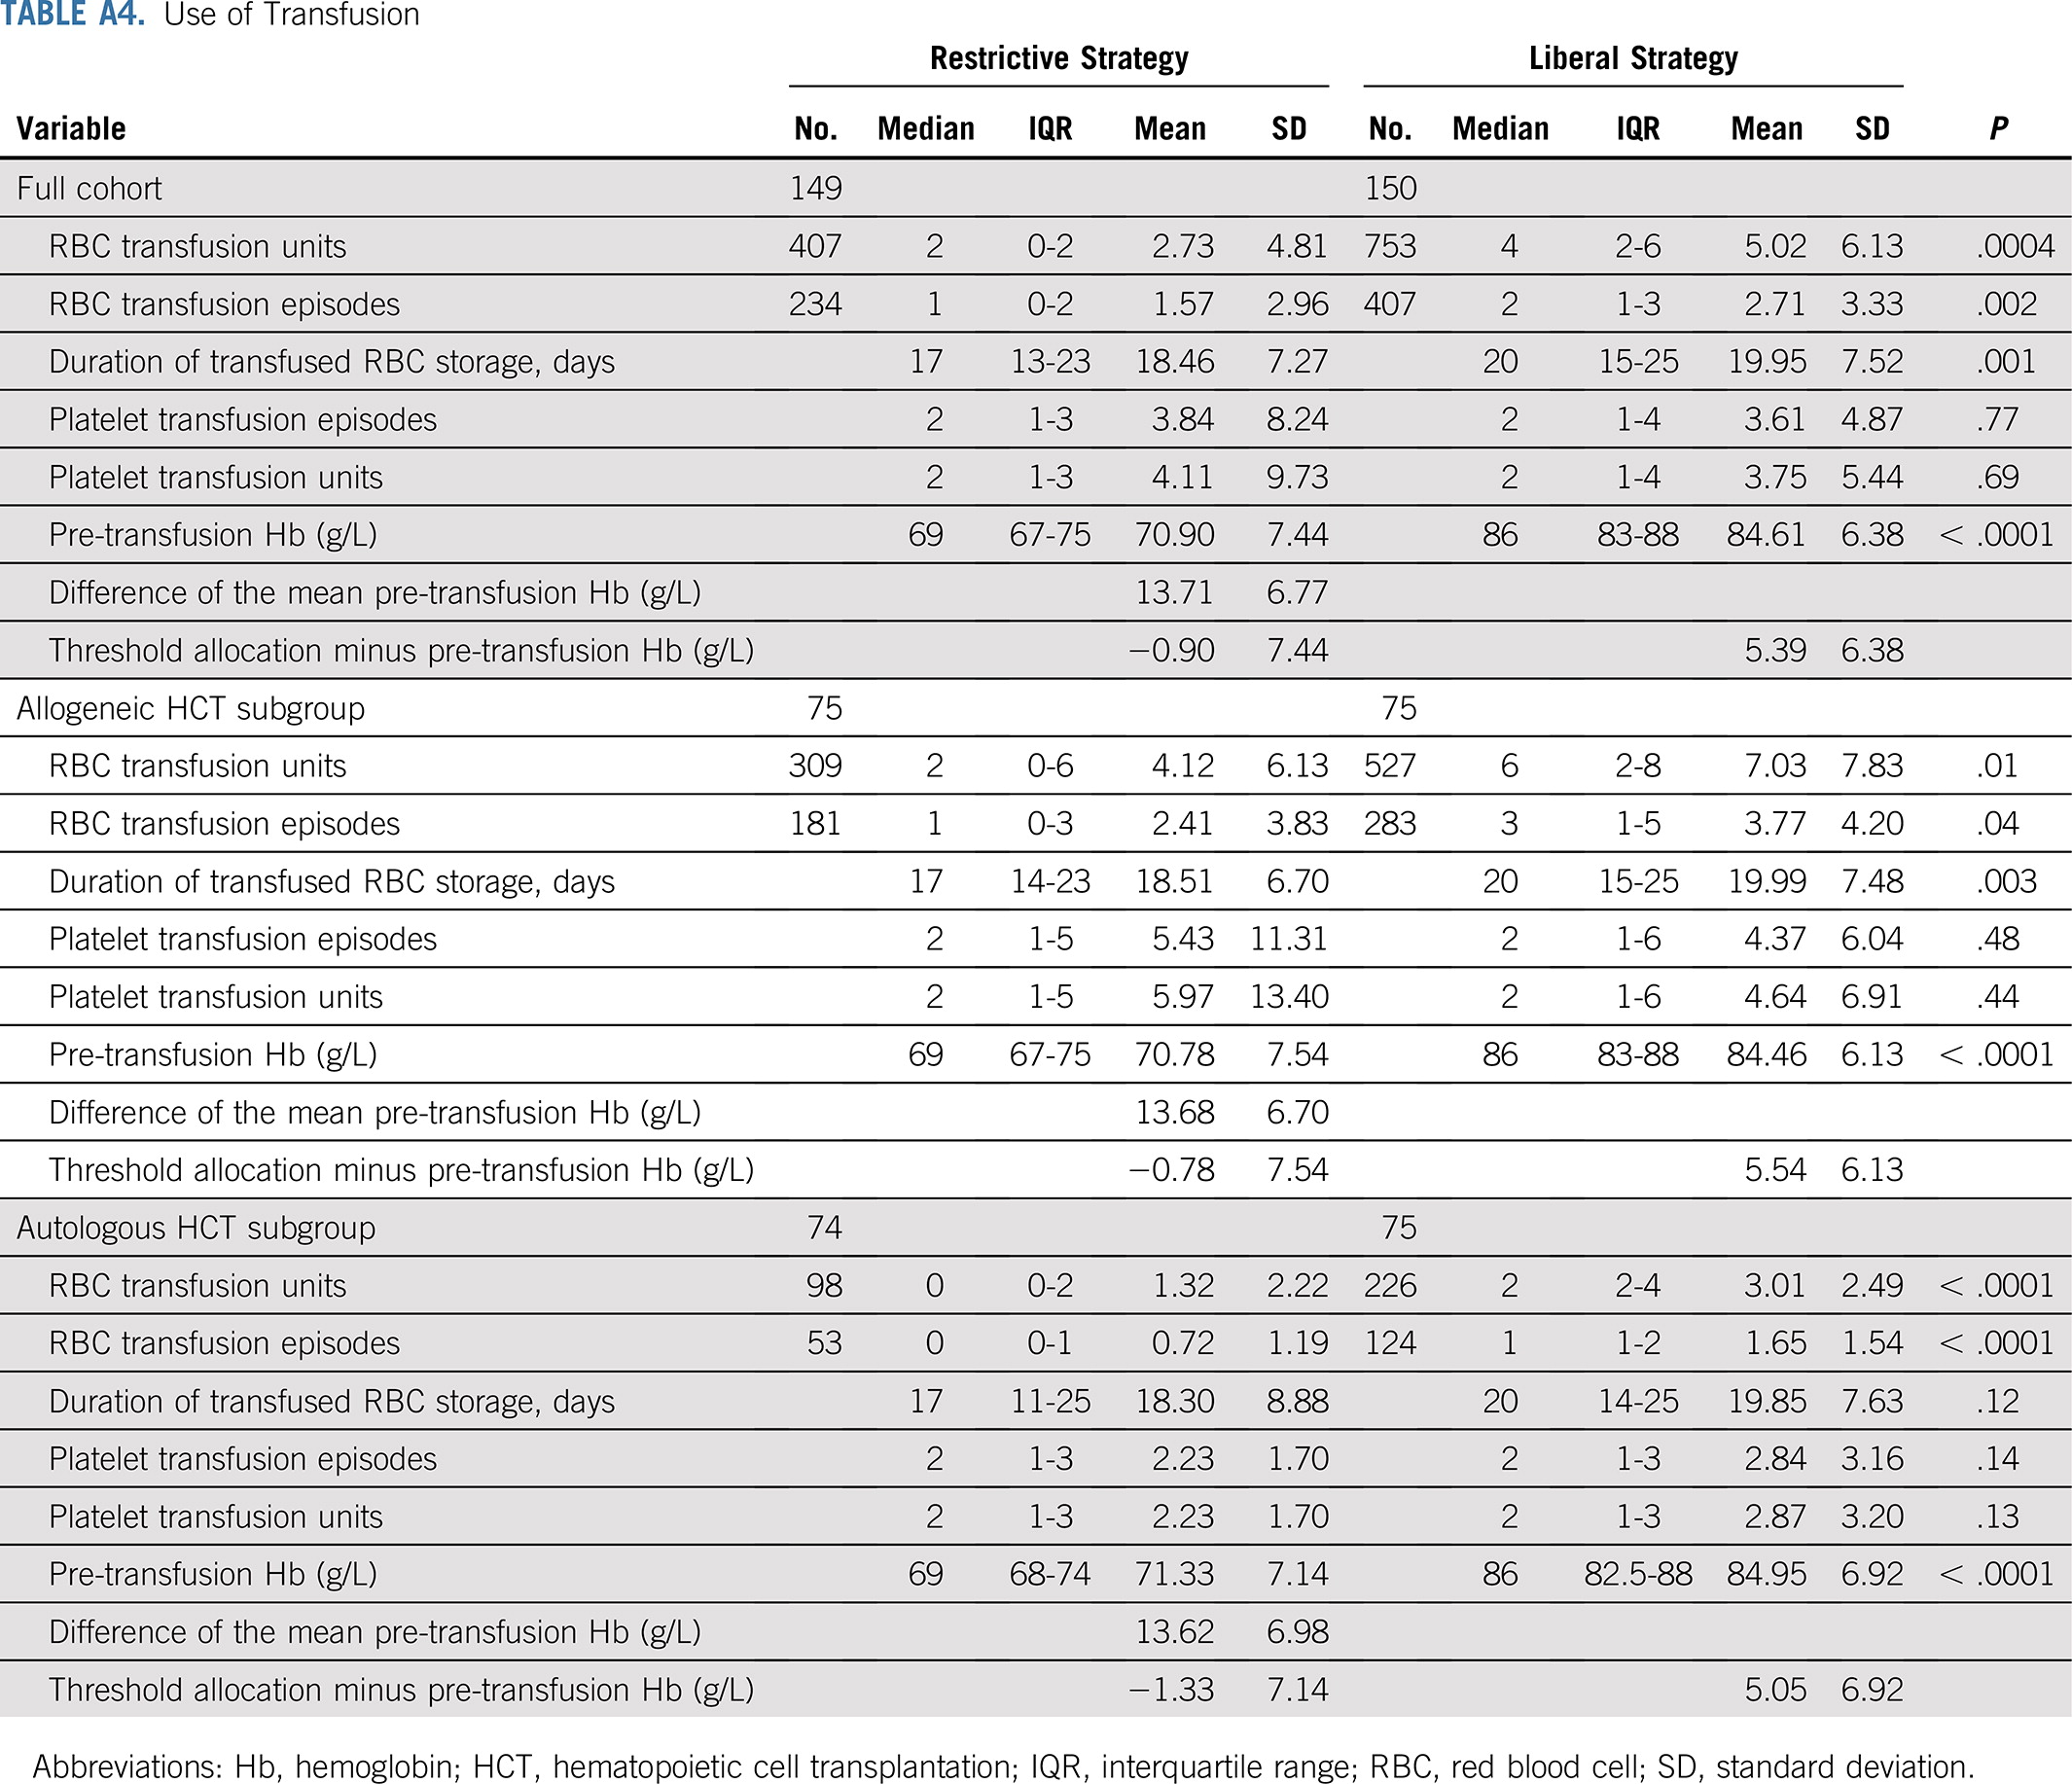 TABLE A4. Use of Transfusion
Restrictive Strategy Liberal Strategy
Variable No. Median IQR Mean SD No. Median IQR Mean SD P
Full cohort 149 150
RBC transfusion units 407 2 0-2 2.73 4.81 753 4 2-6 5.02 6.13 .0004
RBC transfusion episodes 234 1 0-2 1.57 2.96 407 2 1-3 2.71 3.33 .002
Duration of transfused RBC storage, days 17 13-23 18.46 7.27 20 15-25 19.95 7.52 .001
Platelet transfusion episodes 2 1-3 3.84 8.24 2 1-4 3.61 4.87 .77
Platelet transfusion units 2 1-3 4.11 9.73 2 1-4 3.75 5.44 .69
Pre-transfusion Hb (g/L) 69 67-75 70.90 7.44 86 83-88 84.61 6.38 < .0001
Difference of the mean pre-transfusion Hb (g/L) 13.71 6.77
Threshold allocation minus pre-transfusion Hb (g/L) −0.90 7.44 5.39 6.38
Allogeneic HCT subgroup 75 75
RBC transfusion units 309 2 0-6 4.12 6.13 527 6 2-8 7.03 7.83 .01
RBC transfusion episodes 181 1 0-3 2.41 3.83 283 3 1-5 3.77 4.20 .04
Duration of transfused RBC storage, days 17 14-23 18.51 6.70 20 15-25 19.99 7.48 .003
Platelet transfusion episodes 2 1-5 5.43 11.31 2 1-6 4.37 6.04 .48
Platelet transfusion units 2 1-5 5.97 13.40 2 1-6 4.64 6.91 .44
Pre-transfusion Hb (g/L) 69 67-75 70.78 7.54 86 83-88 84.46 6.13 < .0001
Difference of the mean pre-transfusion Hb (g/L) 13.68 6.70
Threshold allocation minus pre-transfusion Hb (g/L) −0.78 7.54 5.54 6.13
Autologous HCT subgroup 74 75
RBC transfusion units 98 0 0-2 1.32 2.22 226 2 2-4 3.01 2.49 < .0001
RBC transfusion episodes 53 0 0-1 0.72 1.19 124 1 1-2 1.65 1.54 < .0001
Duration of transfused RBC storage, days 17 11-25 18.30 8.88 20 14-25 19.85 7.63 .12
Platelet transfusion episodes 2 1-3 2.23 1.70 2 1-3 2.84 3.16 .14
Platelet transfusion units 2 1-3 2.23 1.70 2 1-3 2.87 3.20 .13
Pre-transfusion Hb (g/L) 69 68-74 71.33 7.14 86 82.5-88 84.95 6.92 < .0001
Difference of the mean pre-transfusion Hb (g/L) 13.62 6.98
Threshold allocation minus pre-transfusion Hb (g/L) −1.33 7.14 5.05 6.92
Abbreviations: Hb, hemoglobin; HCT, hematopoietic cell transplantation; IQR, interquartile range; RBC, red blood cell; SD, standard deviation.